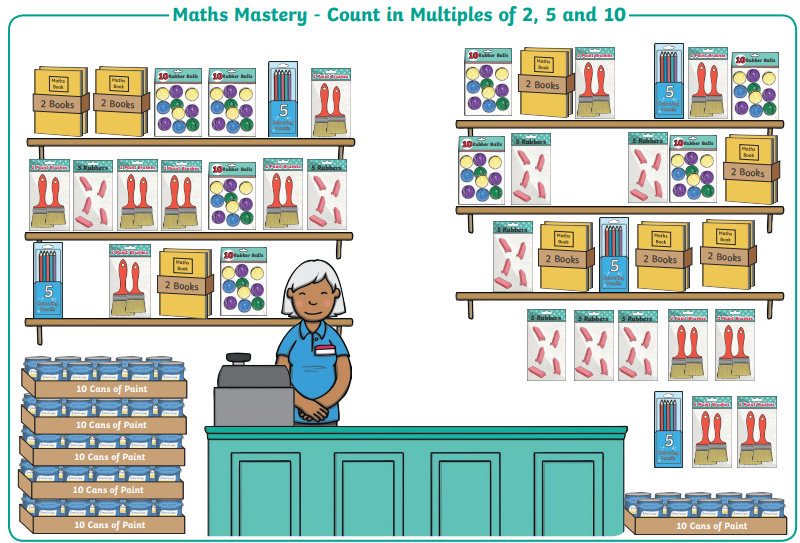 Maths Mastery - Count in Multiples of 2, 5 and 10
Maths
Book
2 Books
Maths
Book
2 Books
10 Rubber Balls
10 Rubber Balls
5
Colouring
Pencils
2 Paint Brushes
10 Rubber Balls
Maths
Book
2 Books
2 Paint Brushes
5
Colouring
Pencils
2 Paint Brushes
10 Rubber Balls
2 Paint Brushes
5 Rubbers
2 Paint Brushes
2 Paint Brushes
10 Rubber Balls
2 Paint Brushes
5 Rubbers
10 Rubber Balls
5 Rubbers
5 Rubbers
10 Rubber Balls
Maths
Book
2 Books
5
Colouring
Pencils
2 Paint Brushes
Maths
Book
2 Books
10 Rubber Balls
5 Rubbers
Maths
Book
2 Books
5
Colouring
Pencils
Maths
Book
2 Books
Maths
Book
2 Books
5 Rubbers
5 Rubbers
5 Rubbers
2 Paint Brushes
2 Paint Brushes
10 Cans of Paint
10 Cans of Paint
10 Cans of Paint
10 Cans of Paint
10 Cans of Paint
5
Colouring
Pencils
2 Paint Brushes
2 Paint Brushes
10 Cans of Paint